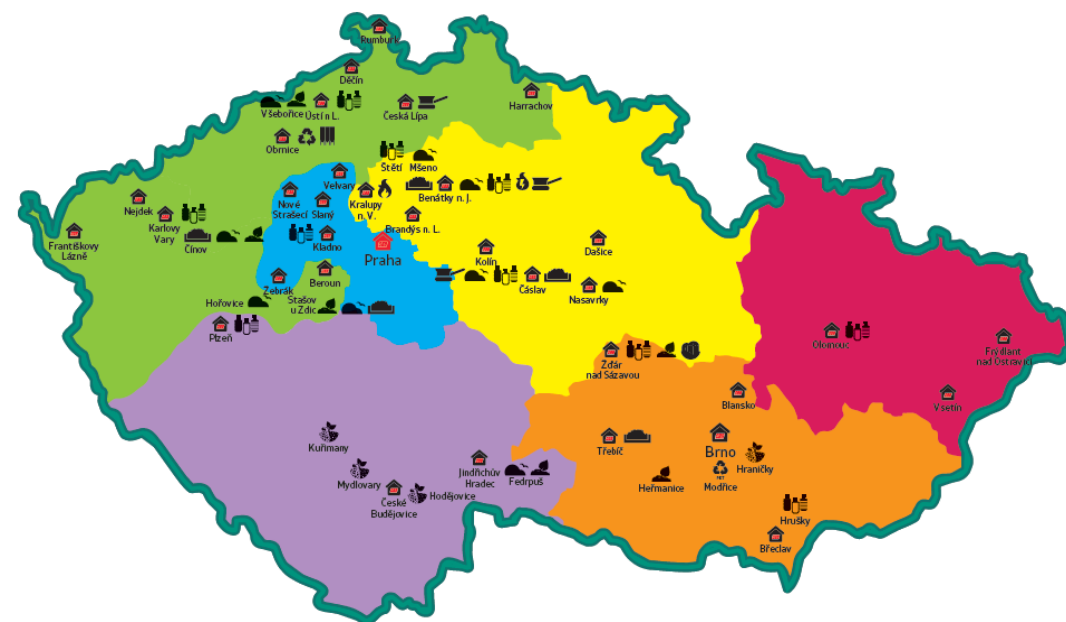 Rumburk
Děčín
Všebořice
Ústí n L.
Česká Lípa
Harrachov
Obrnice
Štětí
Mšeno
Velvary
Nové
Strašecí
Slaný
Kralupy
n. V.
Benátky n. J.
Nejdek
Karlovy
Vary
Brandýs n. L.
Františkovy
Lázně
Činov
Kladno
Praha
Kolín
Dašice
Beroun
Žebrák
Čáslav
Nasavrky
Hořovice
Stašov
u Zdic
Plzeň
Olomouc
Frýdlant
nad Ostravicí
Žďár
nad Sázavou
Blansko
Vsetín
Kuřimany
Třebíč
Brno
Hraničky
Jindřichův
Hradec
Fedrpuš
Mydlovary
České
Budějovice
Hodějovice
Heřmanice
PET
Modřice
Hrušky
Břeclav